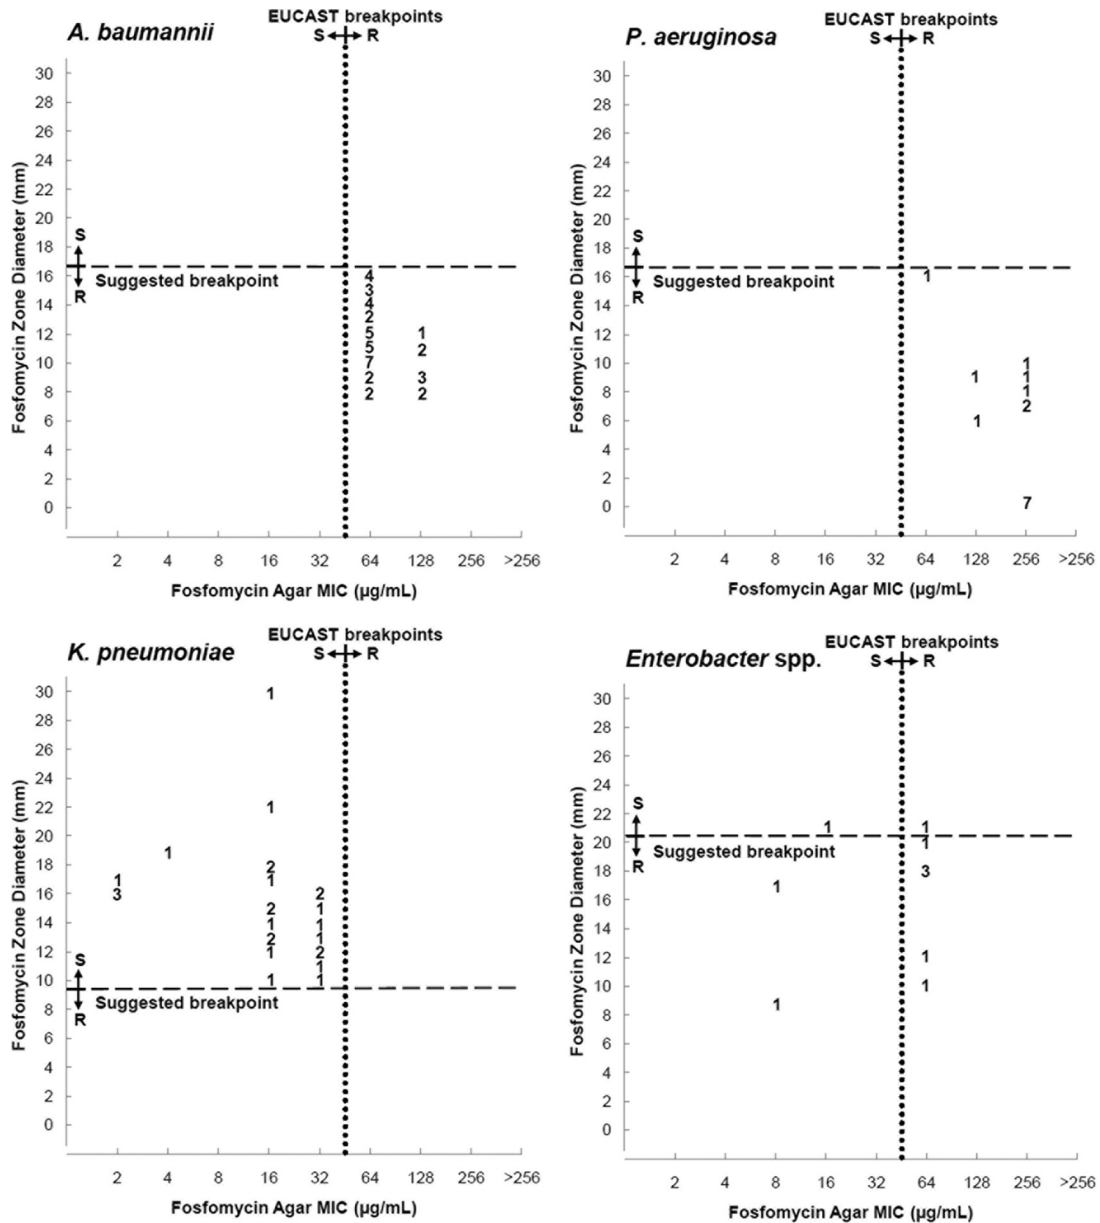 A. baumannii
EUCAST breakpoints
S R
30
28
26
24
22
20
18
16
14
12
10
8
6
4
2
0
Fosfomycin Zone Diameter (mm)
S
Suggested breakpoint
R
4
3
4
2
5 1
5 2
7
2 3
2 2
2 4 8 16 32 64 128 256 >256
Fosfomycin Agar MIC (µg/mL)
P. aeruginosa
EUCAST breakpoints
S R
30
28
26
24
22
20
18
16
14
12
10
8
6
4
2
0
Fosfomycin Zone Diameter (mm)
S
Suggested breakpoint
R
1
1
1 1
1
2
1
7
2 4 8 16 32 64 128 256 >256
Fosfomycin Agar MIC (µg/mL)
K. pneumoniae
EUCAST breakpoints
S R
30
28
26
24
22
20
18
16
14
12
10
8
6
4
2
0
Fosfomycin Zone Diameter (mm)
1
1
1
2
1 1
3 2
2 1
1 1
2 1
1 2
1
1 1
S
Suggested breakpoint
R
2 4 8 16 32 64 128 256 >256
Fosfomycin Agar MIC (µg/mL)
Enterobacter spp.
EUCAST breakpoints
S R
30
28
26
24
22
20
18
16
14
12
10
8
6
4
2
0
Fosfomycin Zone Diameter (mm)
S
Suggested breakpoint
R
1 1
1
3
1
1
1
1
2 4 8 16 32 64 128 256 >256
Fosfomycin Agar MIC (µg/mL)